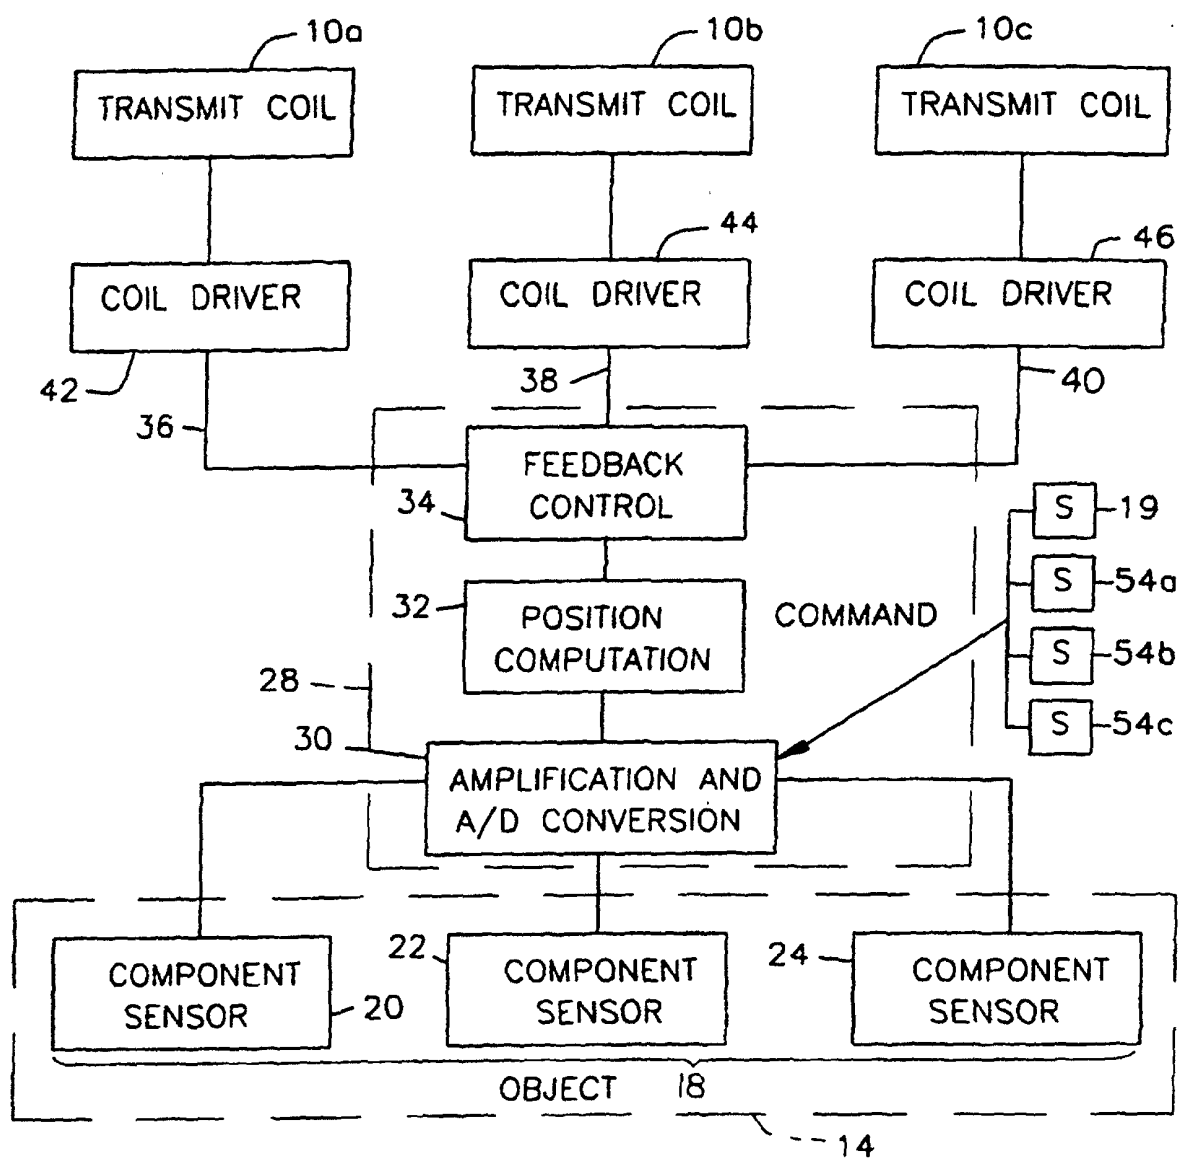 10a
10b
10c
TRANSMIT COIL
TRANSMIT COIL
TRANSMIT COIL
44
46
COIL DRIVER
COIL DRIVER
COIL DRIVER
42
38
40
36
FEEDBACK
CONTROL
34
S
19
S
54a
32
POSITION
COMPUTATION
COMMAND
S
54b
28
S
54c
30
AMPLIFICATION AND
A/D CONVERSION
COMPONENT
SENSOR
20
22
COMPONENT
SENSOR
24
COMPONENT
SENSOR
OBJECT
18
14